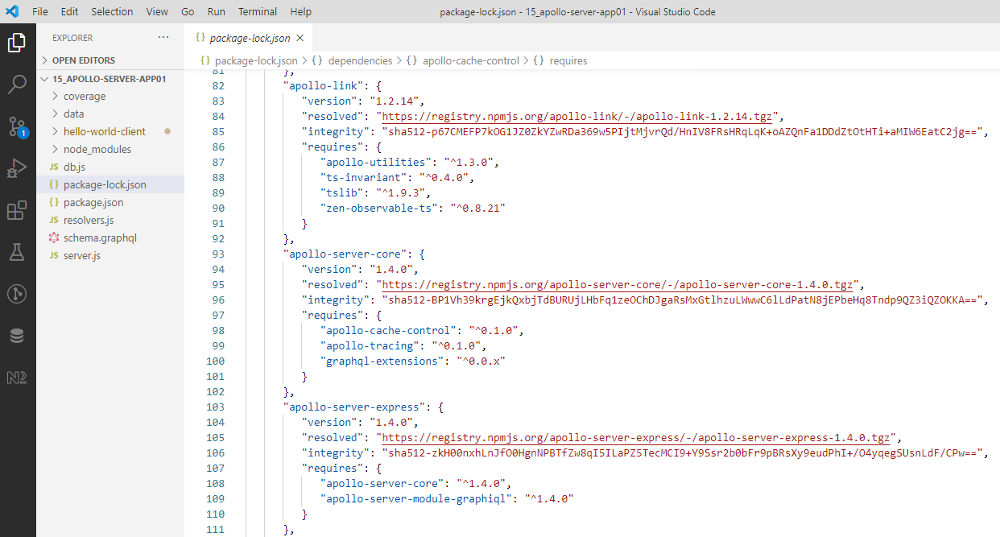 File Edit Selection View Go Run Terminal Help
package-lock.json - 15_apollo-server-app01 - Visual Studio Code
EXPLORER ···
OPEN EDITORS
15_APOLLO-SERVER-APP01
coverage
data
hello-world-client
node_modules
JS db.js
{} package-lock.json
{} package.json
JS resolvers.js
schema.graphql
JS server.js
1
{} package-lock.json ×
{} package-lock.json > {} dependencies > {} apollo-cache-control > {} requires
81 },
82 "apollo-link": {
83 "version": "1.2.14",
84 "resolved": "https://registry.npmjs.org/apollo-link/-/apollo-link-1.2.14.tgz",
85 "integrity": "sha512-p67CMEFP7kOG1JZ0ZkYZwRDa369w5PIjtMjvrQd/HnIV8FRsHRqLqK+oAZQnFa1DDdZtOtHTi+aMIW6EatC2jg==",
86 "requires": {
87 "apollo-utilities": "^1.3.0",
88 "ts-invariant": "^0.4.0",
89 "tslib": "^1.9.3",
90 "zen-observable-ts": "^0.8.21"
91 }
92 },
93 "apollo-server-core": {
94 "version": "1.4.0",
95 "resolved": "https://registry.npmjs.org/apollo-server-core/-/apollo-server-core-1.4.0.tgz",
96 "integrity": "sha512-BP1Vh39krgEjkQxbjTdBURUjLHbFq1zeOChDJgaRsMxGtlhzuLWwwC6lLdPatN8jEPbeHq8Tndp9QZ3iQZOKKA==",
97 "requires": {
98 "apollo-cache-control": "^0.1.0",
99 "apollo-tracing": "^0.1.0",
100 "graphql-extensions": "^0.0.x"
101 }
102 },
103 "apollo-server-express": {
104 "version": "1.4.0",
105 "resolved": "https://registry.npmjs.org/apollo-server-express/-/apollo-server-express-1.4.0.tgz",
106 "integrity": "sha512-zkH00nxhLnJfO0HgnNPBTfZw8qI5ILaPZ5TecMCI9+Y9Ssr2b0bFr9pBRsXy9eudPhI+/O4yqegSUsnLdF/CPw==",
107 "requires": {
108 "apollo-server-core": "^1.4.0",
109 "apollo-server-module-graphiql": "^1.4.0"
110 }
111 },